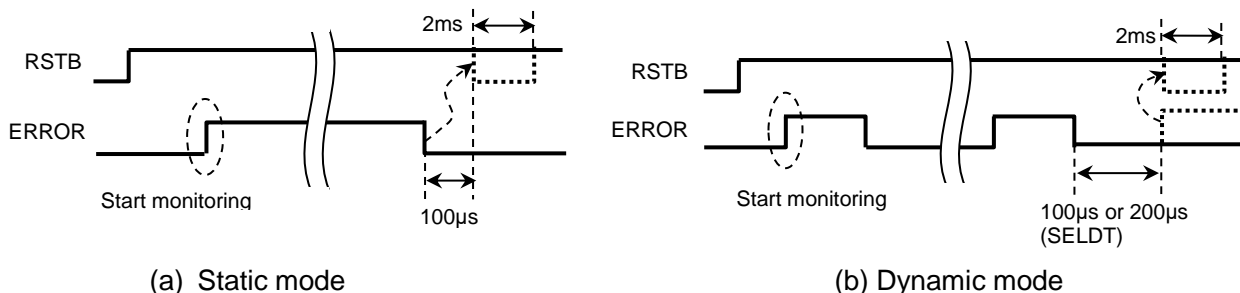 2ms
RSTB
ERROR
Start monitoring
100µs
(a) Static mode
2ms
RSTB
ERROR
Start monitoring
100µs or 200µs
(SELDT)
(b) Dynamic mode